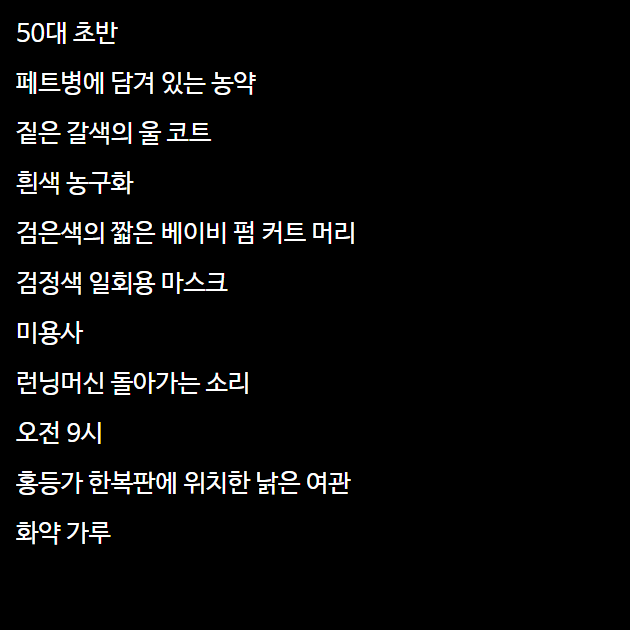 50대 초반
페트병에 담겨 있는 농약
짙은 갈색의 울 코트
흰색 농구화
검은색의 짧은 베이비 펌 커트 머리
검정색 일회용 마스크
미용사
런닝머신 돌아가는 소리
오전 9시
홍등가 한복판에 위치한 낡은 여관
화약 가루